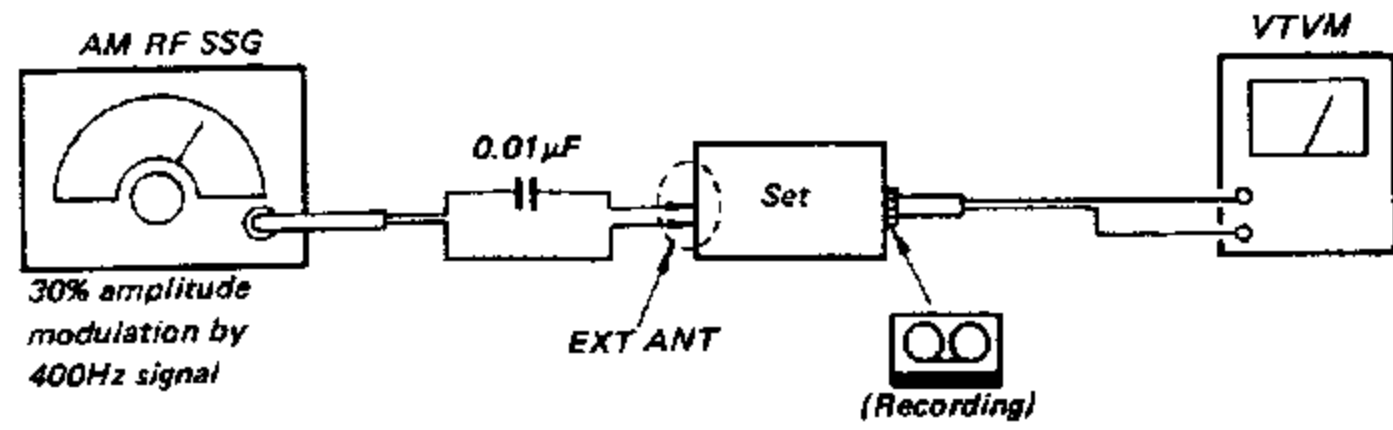 AM RF SSG
VTVM
0.01μF
Set
30% amplitude
modulation by
400Hz signal
EXT ANT
(Recording)